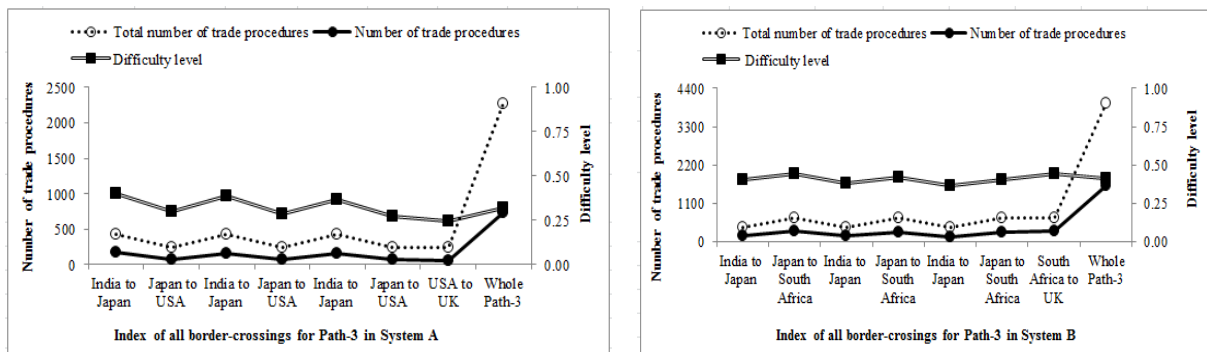 Total number of trade procedures
Number of trade procedures
Difficulty level
Number of trade procedures
2500
2000
1500
1000
500
0
1.00
0.75
0.50
0.25
0.00
Difficulty level
India to
Japan
Japan to
USA
India to
Japan
Japan to
USA
India to
Japan
Japan to
USA
USA to
UK
Whole
Path-3
Index of all border-crossings for Path-3 in System A
Total number of trade procedures
Number of trade procedures
Difficulty level
Number of trade procedures
4400
3300
2200
1100
0
1.00
0.75
0.50
0.25
0.00
Difficulty level
India to
Japan
Japan to
South
Africa
India to
Japan
Japan to
South
Africa
India to
Japan
Japan to
South
Africa
South
Africa to
UK
Whole
Path-3
Index of all border-crosings for Path-3 in System B